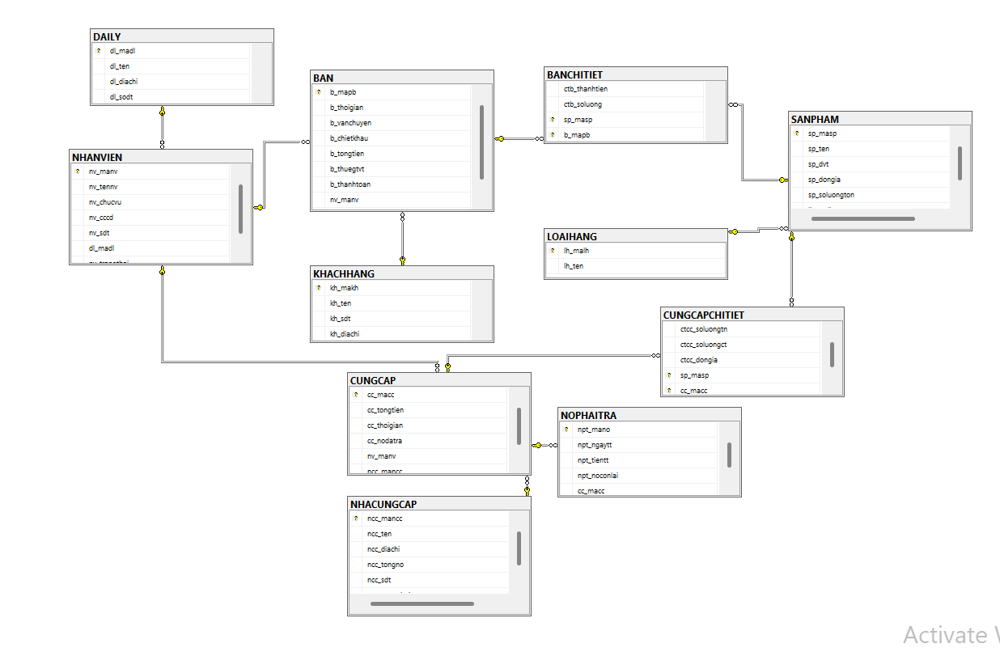 DAILY
dl_madl
dl_ten
dl_diachi
dl_sodt
BAN
b_mapb
b_thoigian
b_vanchuyen
b_chietkhau
b_tongtien
b_thuegtvt
b_thanhtoan
nv_manv
BANCHITIET
ctb_thanhtien
ctb_soluong
sp_masp
b_mapb
SANPHAM
sp_masp
sp_ten
sp_dvt
sp_dongia
sp_soluongton
NHANVIEN
nv_manv
nv_tennv
nv_chucvu
nv_cccd
nv_sdt
dl_madl
LOAIHANG
lh_malh
lh_ten
KHACHHANG
kh_makh
kh_ten
kh_sdt
kh_diachi
CUNGCAPCHITIET
ctcc_soluongtn
ctcc_soluongct
ctcc_dongia
sp_masp
cc_macc
CUNGCAP
cc_macc
cc_tongtien
cc_thoigian
cc_nodatra
nv_manv
ncc_mancc
NOPHAITRA
npt_mano
npt_ngaytt
npt_tientt
npt_noconlai
cc_macc
NHACUNGCAP
ncc_mancc
ncc_ten
ncc_diachi
ncc_tongno
ncc_sdt
Activate